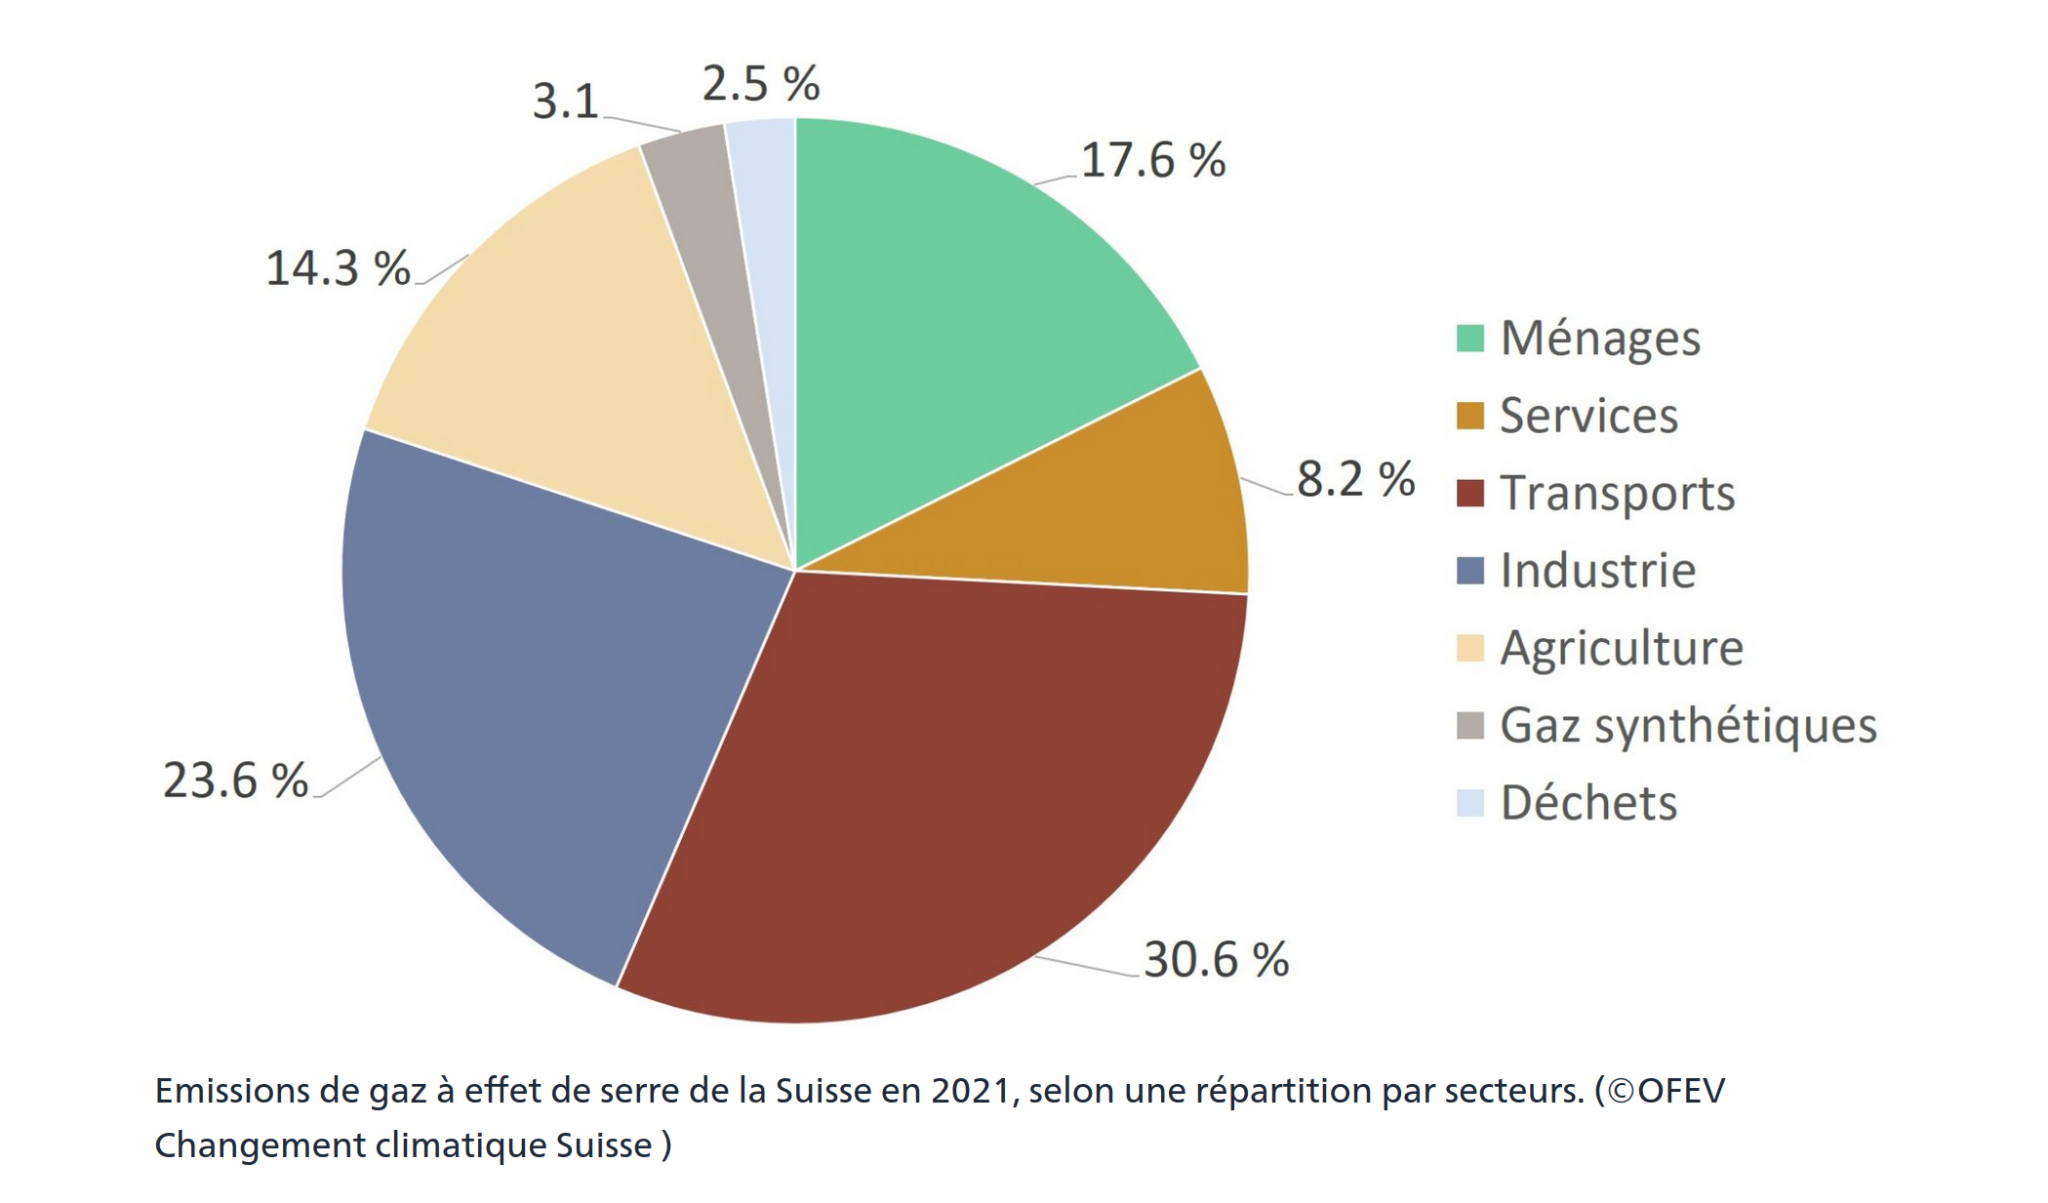 2.5 %
3.1
17.6 %
14.3 %
8.2 %
23.6 %
30.6 %
Ménages
Services
Transports
Industrie
Agriculture
Gaz synthétiques
Déchets
Emissions de gaz à effet de serre de la Suisse en 2021, selon une répartition par secteurs. (©OFEV
Changement climatique Suisse )